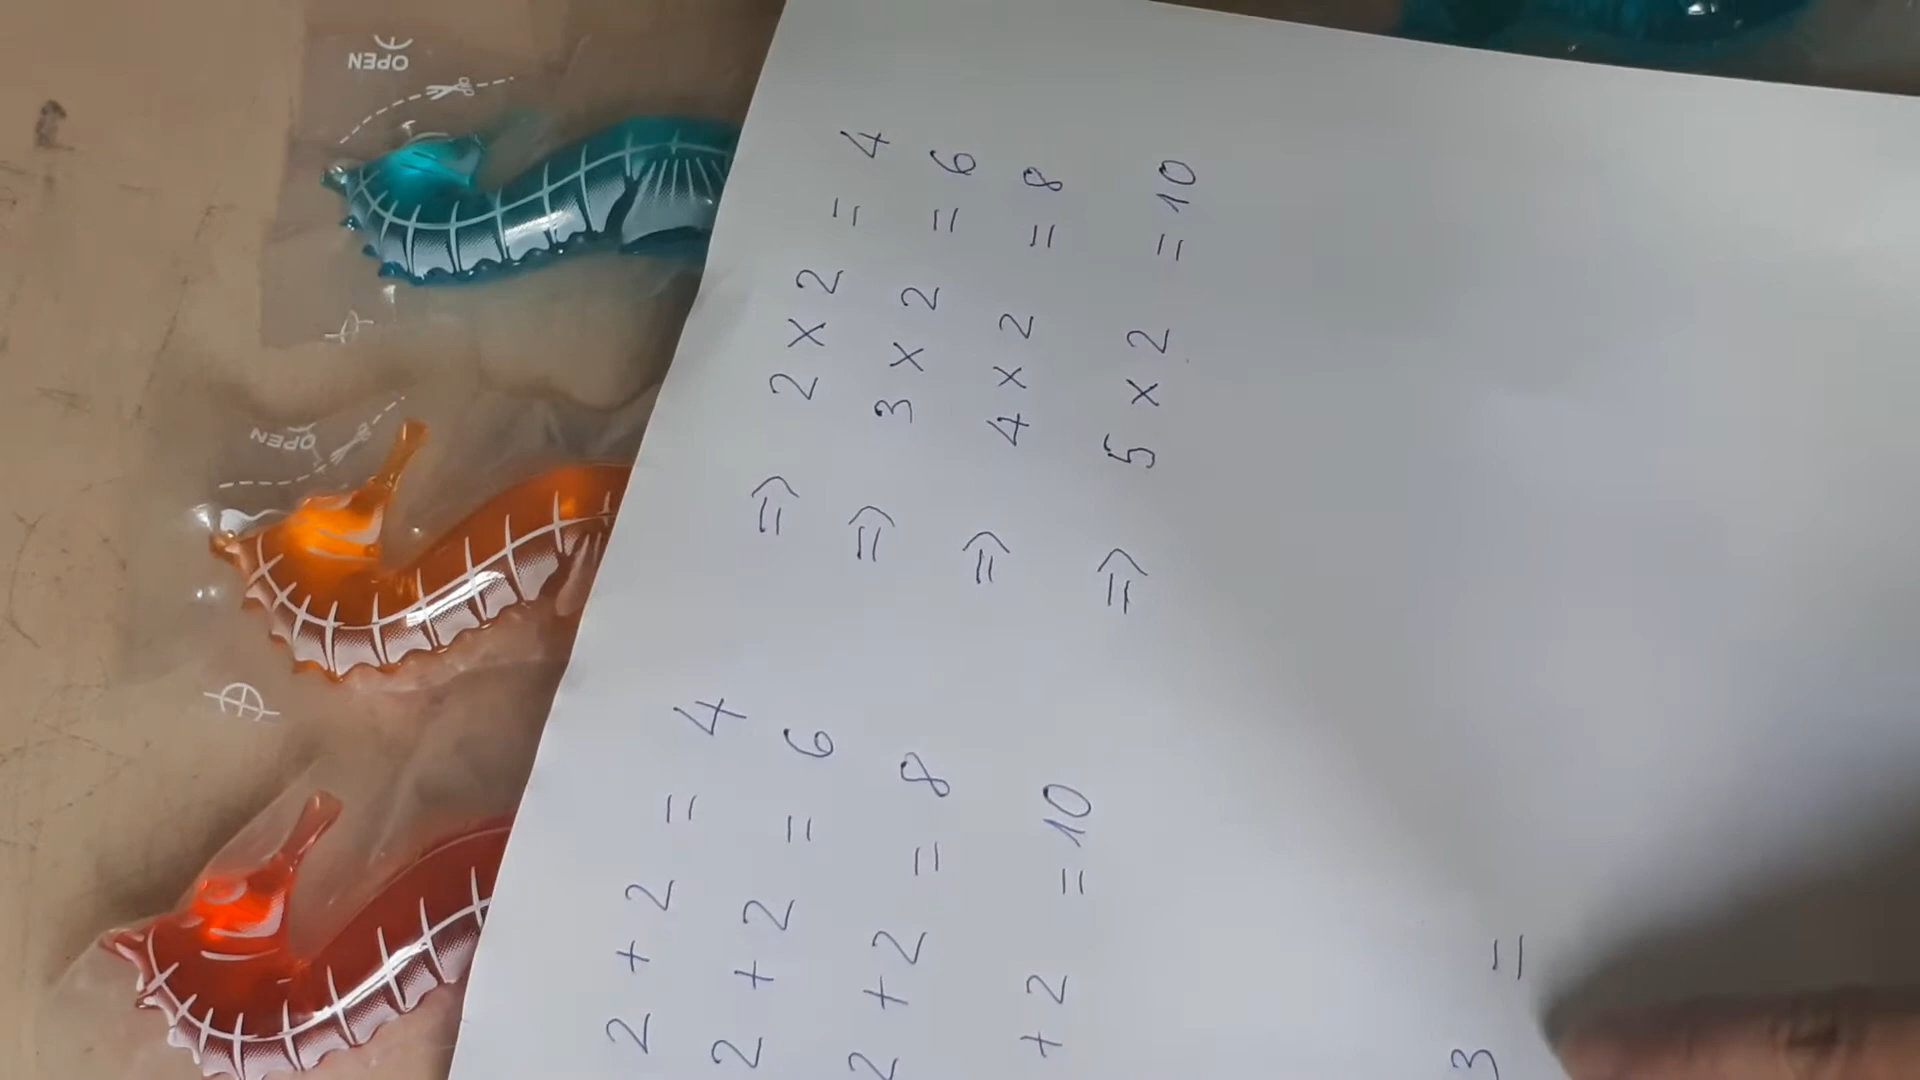 OPEN
OPEN
2 + 2 = 4 => 2 x 2 = 4
2 + 2 = 6 => 3 x 2 = 6
2 + 2 = 8 => 4 x 2 = 8
+ 2 = 10 => 5 x 2 = 10
3 =